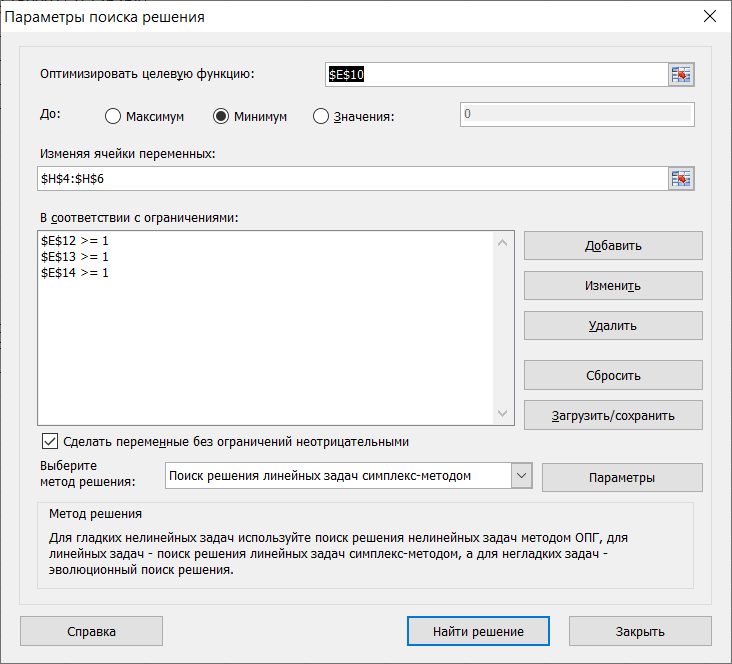 Параметры поиска решения
Оптимизировать целевую функцию:
$E$10
До:
Максимум
Минимум
Значения:
0
Изменяя ячейки переменных:
$H$4:$H$6
В соответствии с ограничениями:
$E$12 >= 1
$E$13 >= 1
$E$14 >= 1
Добавить
Изменить
Удалить
Сбросить
Загрузить/сохранить
Сделать переменные без ограничений неотрицательными
Выберите
метод решения:
Поиск решения линейных задач симплекс-методом
Параметры
Метод решения
Для гладких нелинейных задач используйте поиск решения нелинейных задач методом ОПГ, для
линейных задач - поиск решения линейных задач симплекс-методом, а для негладких задач -
эволюционный поиск решения.
Справка
Найти решение
Закрыть